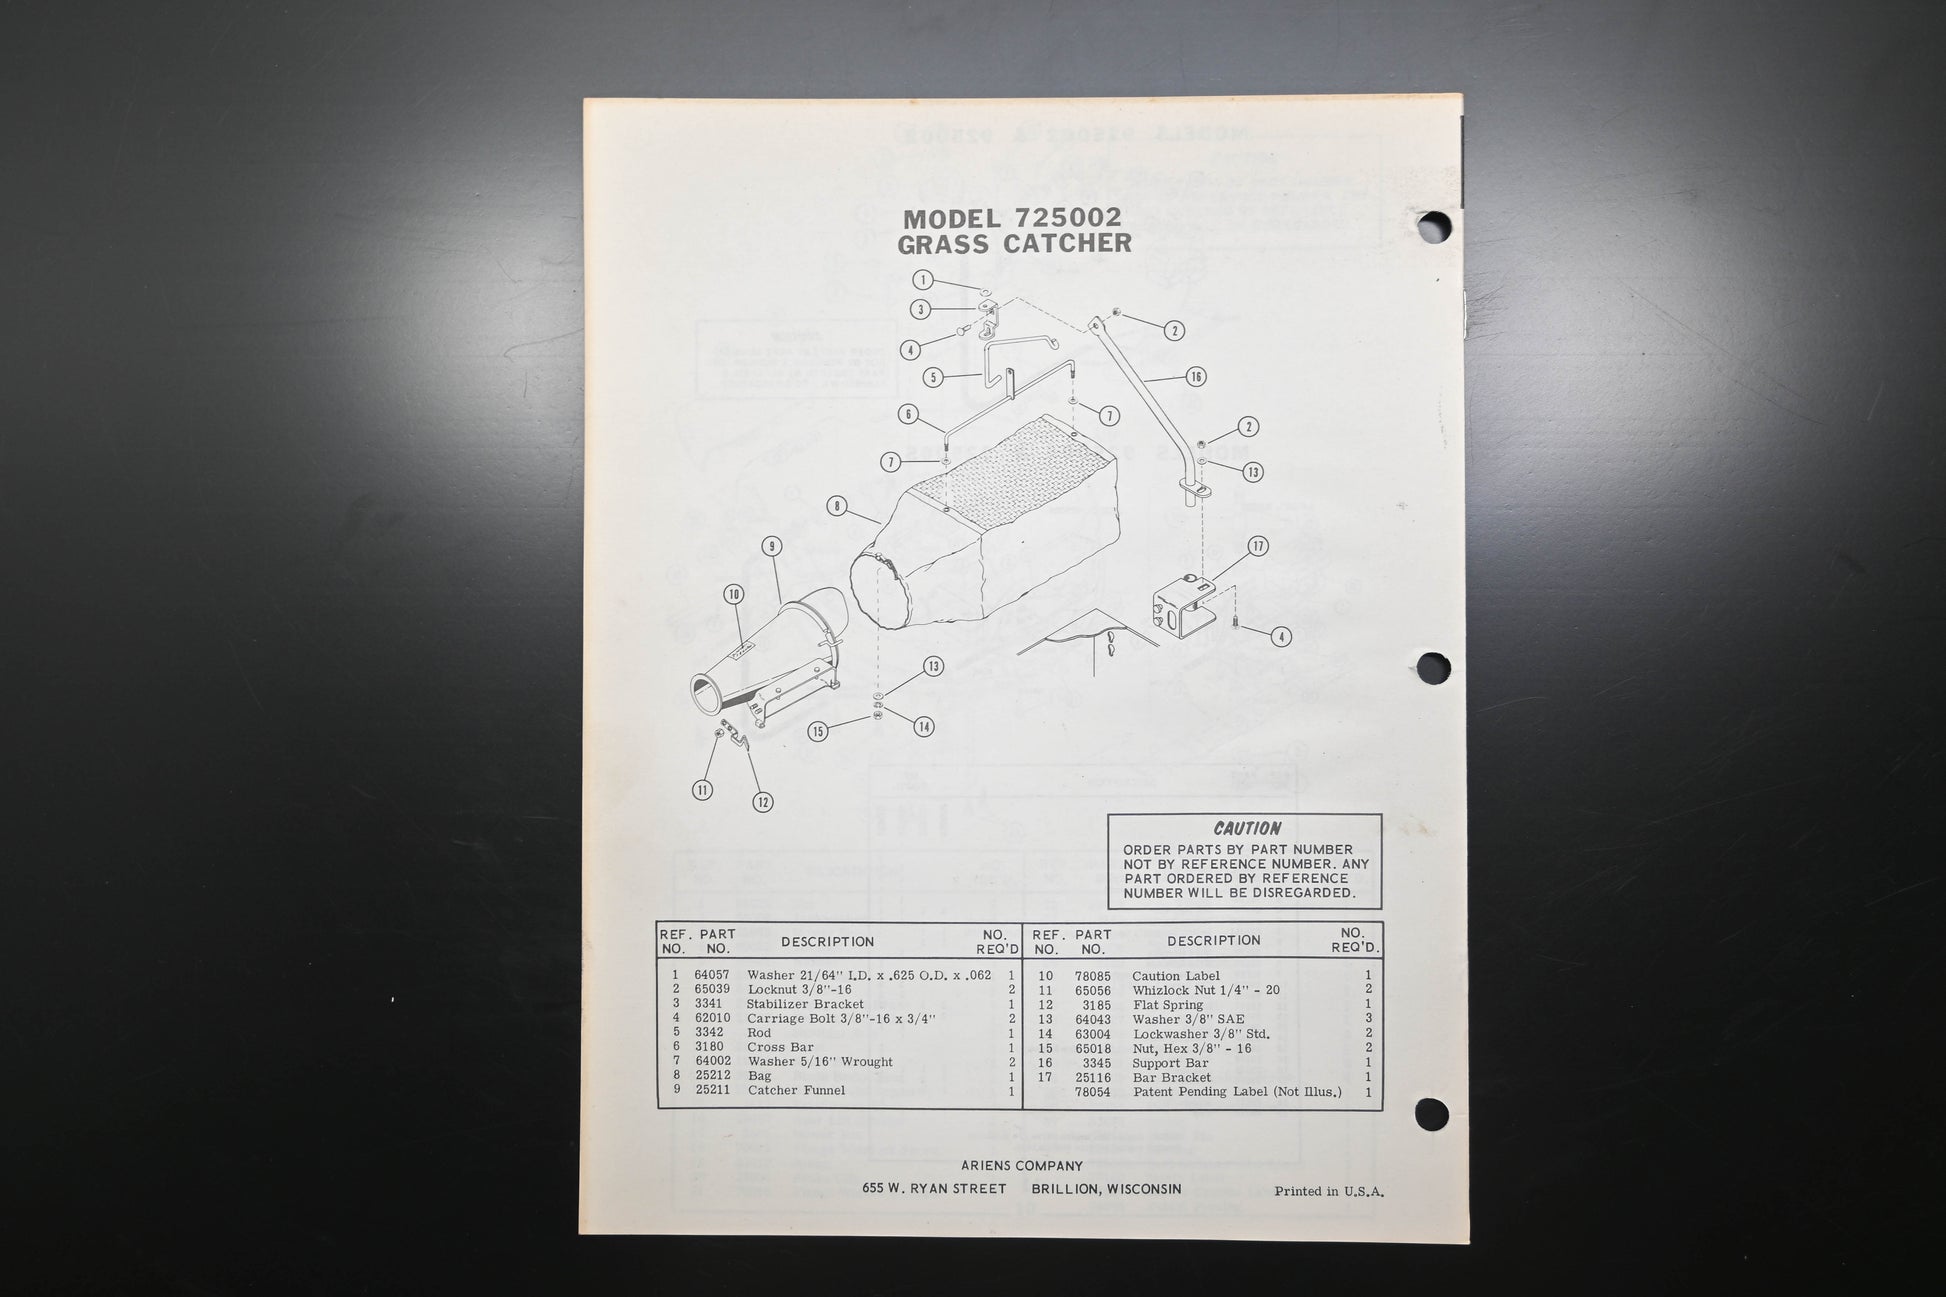 MODEL 725002
GRASS CATCHER
1
3
2
4
5
16
6
7
2
7
13
8
9
17
10
4
13
15
14
11
12
CAUTION
ORDER PARTS BY PART NUMBER
NOT BY REFERENCE NUMBER. ANY
PART ORDERED BY REFERENCE
NUMBER WILL BE DISREGARDED.
REF. NO. PART NO. DESCRIPTION NO. REQ'D
1 64057 Washer 21/64" I.D. x .625 O.D. x .062 1
2 65039 Locknut 3/8"-16 2
3 3341 Stabilizer Bracket 1
4 62010 Carriage Bolt 3/8"-16 x 3/4" 2
5 3342 Rod 1
6 3180 Cross Bar 1
7 64002 Washer 5/16" Wrought 2
8 25212 Bag 1
9 25211 Catcher Funnel 1
REF. NO. PART NO. DESCRIPTION NO. REQ'D.
10 78085 Caution Label 1
11 65056 Whizlock Nut 1/4" - 20 2
12 3185 Flat Spring 1
13 64043 Washer 3/8" SAE 3
14 63004 Lockwasher 3/8" Std. 2
15 65018 Nut, Hex 3/8" - 16 2
16 3345 Support Bar 1
17 25116 Bar Bracket 1
78054 Patent Pending Label (Not Illus.) 1
ARIENS COMPANY
655 W. RYAN STREET BRILLION, WISCONSIN
Printed in U.S.A.